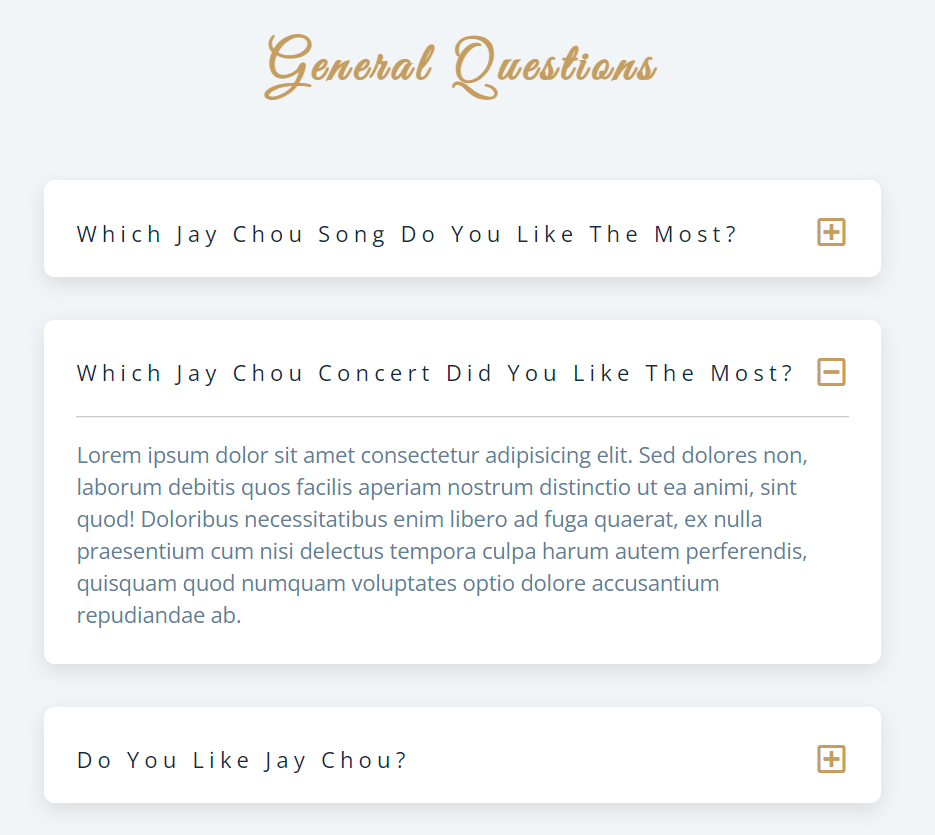 General Questions
Which Jay Chou Song Do You Like The Most?
Which Jay Chou Concert Did You Like The Most?
Lorem ipsum dolor sit amet consectetur adipisicing elit. Sed dolores non,
laborum debitis quos facilis aperiam nostrum distinctio ut ea animi, sint
quod! Doloribus necessitatibus enim libero ad fuga quaerat, ex nulla
praesentium cum nisi delectus tempora culpa harum autem perferendis,
quisquam quod numquam voluptates optio dolore accusantium
repudiandae ab.
Do You Like Jay Chou?